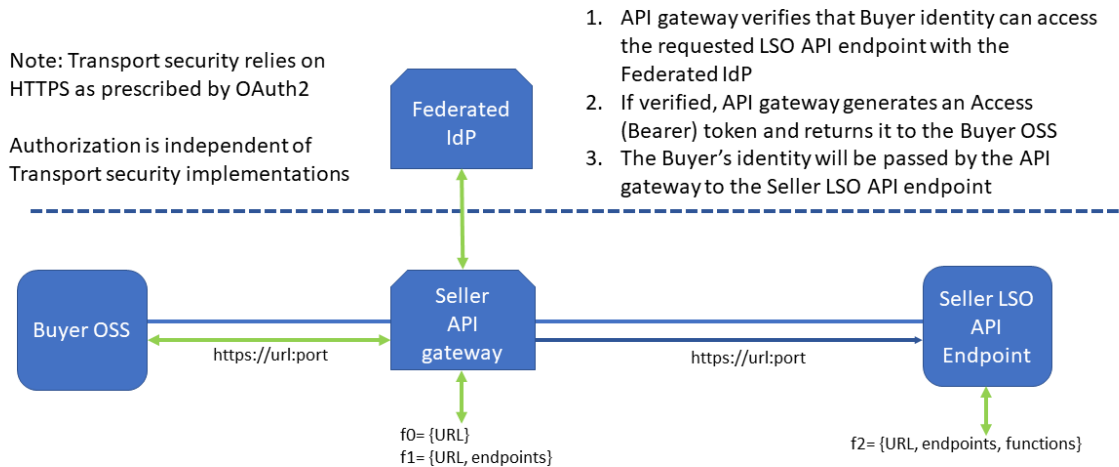 Note: Transport security relies on
HTTPS as prescribed by OAuth2
Authorization is independent of
Transport security implementations
Federated
IdP
1. API gateway verifies that Buyer identity can access
the requested LSO API endpoint with the
Federated IdP
2. If verified, API gateway generates an Access
(Bearer) token and returns it to the Buyer OSS
3. The Buyer’s identity will be passed by the API
gateway to the Seller LSO API endpoint
Buyer OSS
https://url:port
Seller
API
gateway
https://url:port
Seller LSO
API
Endpoint
f0= {URL}
f1= {URL, endpoints}
f2= {URL, endpoints, functions}